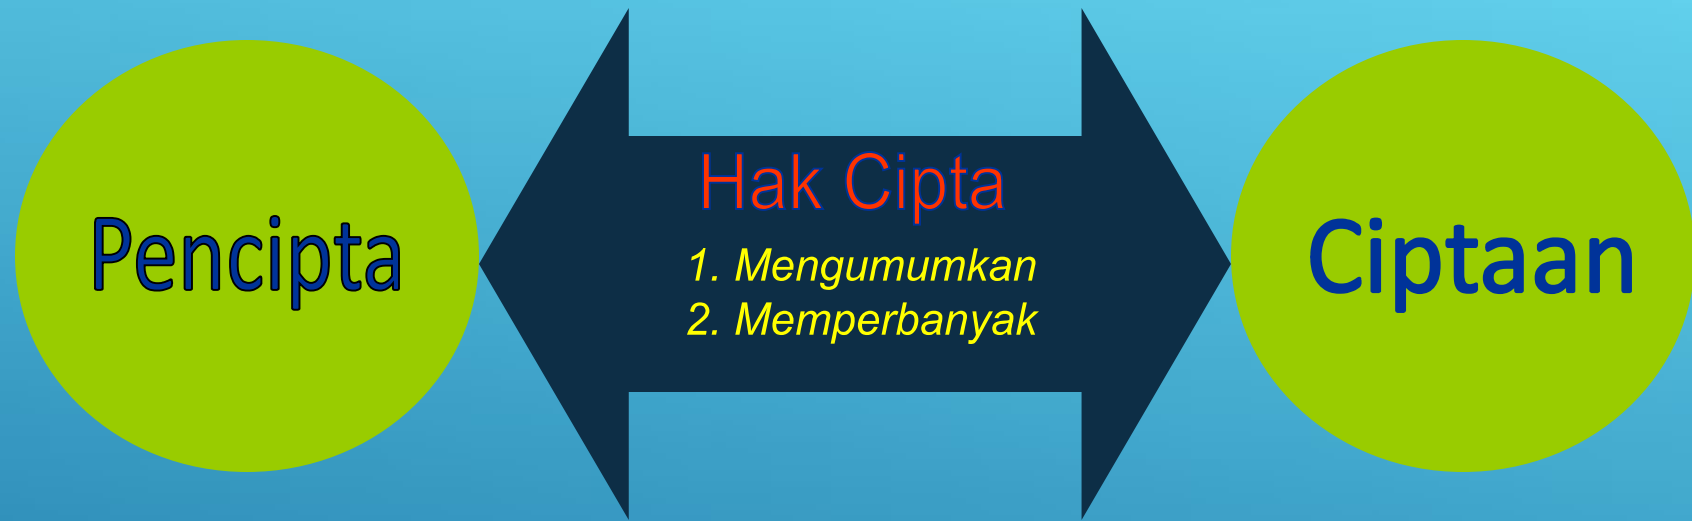 Pencipta
Hak Cipta
1. Mengumumkan
2. Memperbanyak
Ciptaan